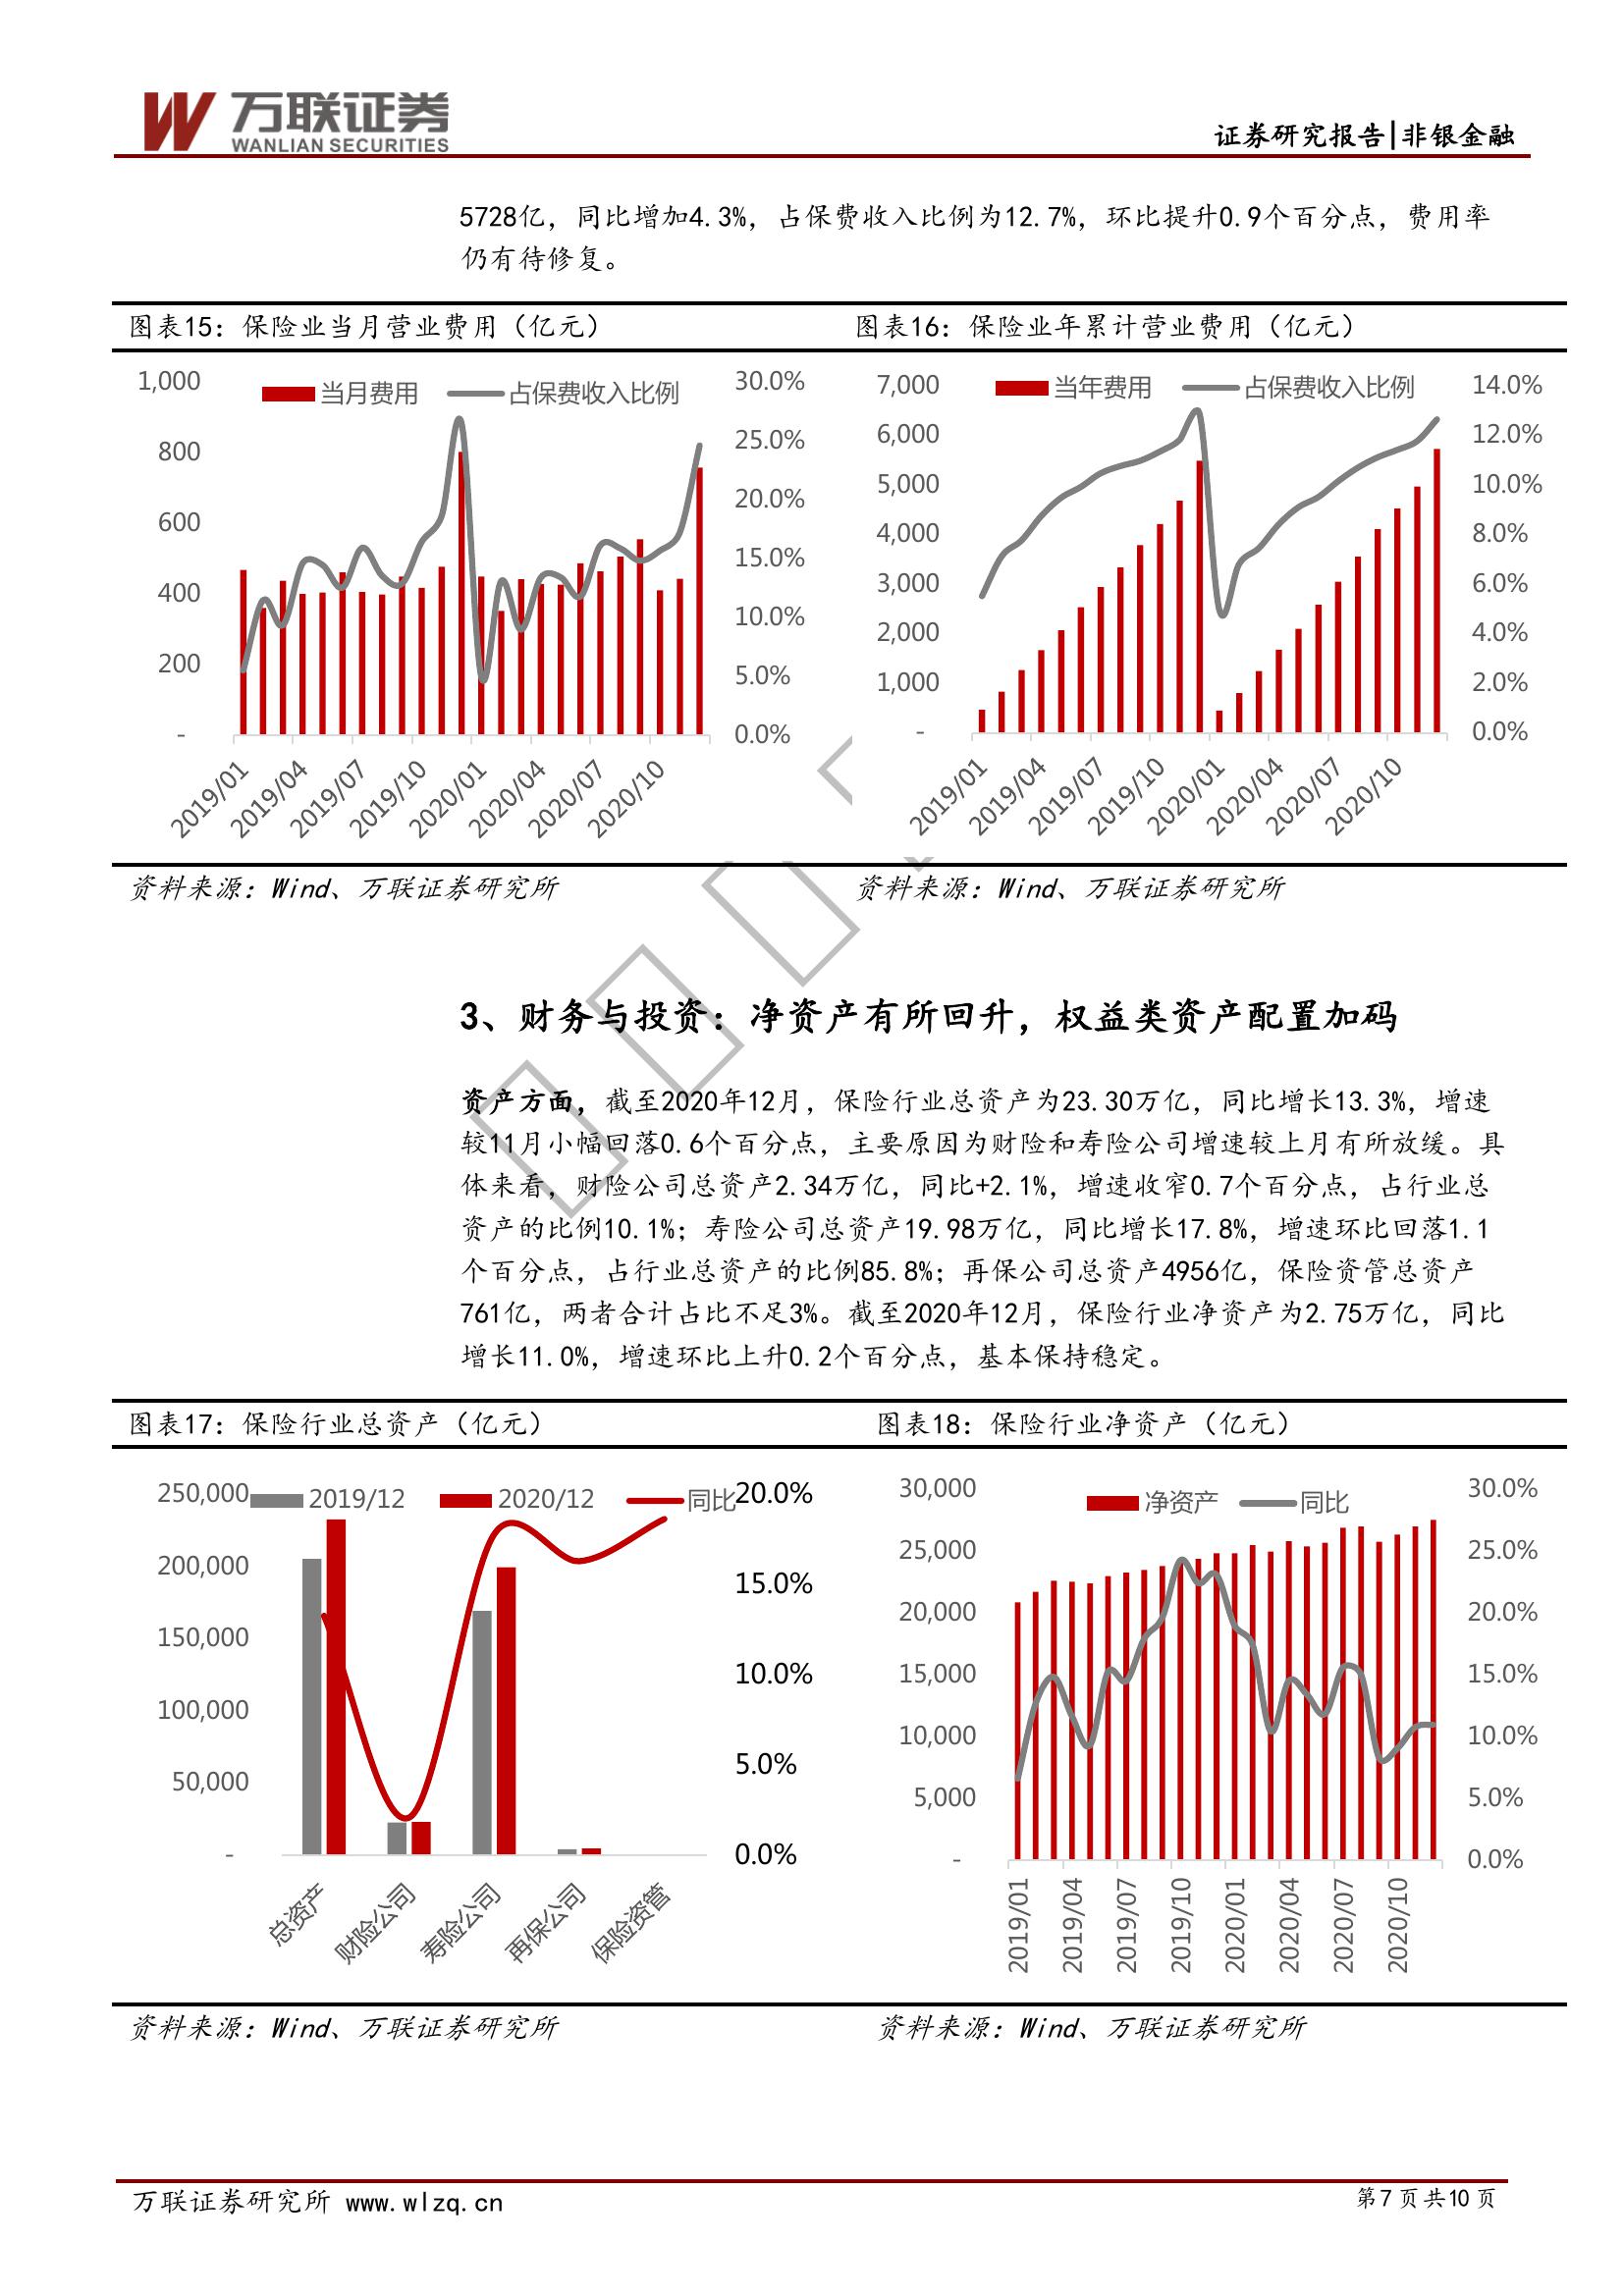 万联证券
WANLIAN SECURITIES
证券研究报告|非银金融
5728亿，同比增加4.3%，占保费收入比例为12.7%，环比提升0.9个百分点，费用率
仍有待修复。
图表15：保险业当月营业费用（亿元）
图表16：保险业年累计营业费用（亿元）
当月费用 占保费收入比例
1,000
800
600
400
200
-
30.0%
25.0%
20.0%
15.0%
10.0%
5.0%
0.0%
2019/01 2019/04 2019/07 2019/10 2020/01 2020/04 2020/07 2020/10
当年费用 占保费收入比例
7,000
6,000
5,000
4,000
3,000
2,000
1,000
-
14.0%
12.0%
10.0%
8.0%
6.0%
4.0%
2.0%
0.0%
2019/01 2019/04 2019/07 2019/10 2020/01 2020/04 2020/07 2020/10
资料来源：Wind、万联证券研究所
资料来源：Wind、万联证券研究所
3、财务与投资：净资产有所回升，权益类资产配置加码
资产方面，截至2020年12月，保险行业总资产为23.30万亿，同比增长13.3%，增速
较11月小幅回落0.6个百分点，主要原因为财险和寿险公司增速较上月有所放缓。具
体来看，财险公司总资产2.34万亿，同比+2.1%，增速收窄0.7个百分点，占行业总
资产的比例10.1%；寿险公司总资产19.98万亿，同比增长17.8%，增速环比回落1.1
个百分点，占行业总资产的比例85.8%；再保公司总资产4956亿，保险资管总资产
761亿，两者合计占比不足3%。截至2020年12月，保险行业净资产为2.75万亿，同比
增长11.0%，增速环比上升0.2个百分点，基本保持稳定。
图表17：保险行业总资产（亿元）
图表18：保险行业净资产（亿元）
2019/12 2020/12 同比
250,000
200,000
150,000
100,000
50,000
-
20.0%
15.0%
10.0%
5.0%
0.0%
总资产 财险公司 寿险公司 再保公司 保险资管
净资产 同比
30,000
25,000
20,000
15,000
10,000
5,000
-
30.0%
25.0%
20.0%
15.0%
10.0%
5.0%
0.0%
2019/01 2019/04 2019/07 2019/10 2020/01 2020/04 2020/07 2020/10
资料来源：Wind、万联证券研究所
资料来源：Wind、万联证券研究所
万联证券研究所 www.wlzq.cn
第7页共10页